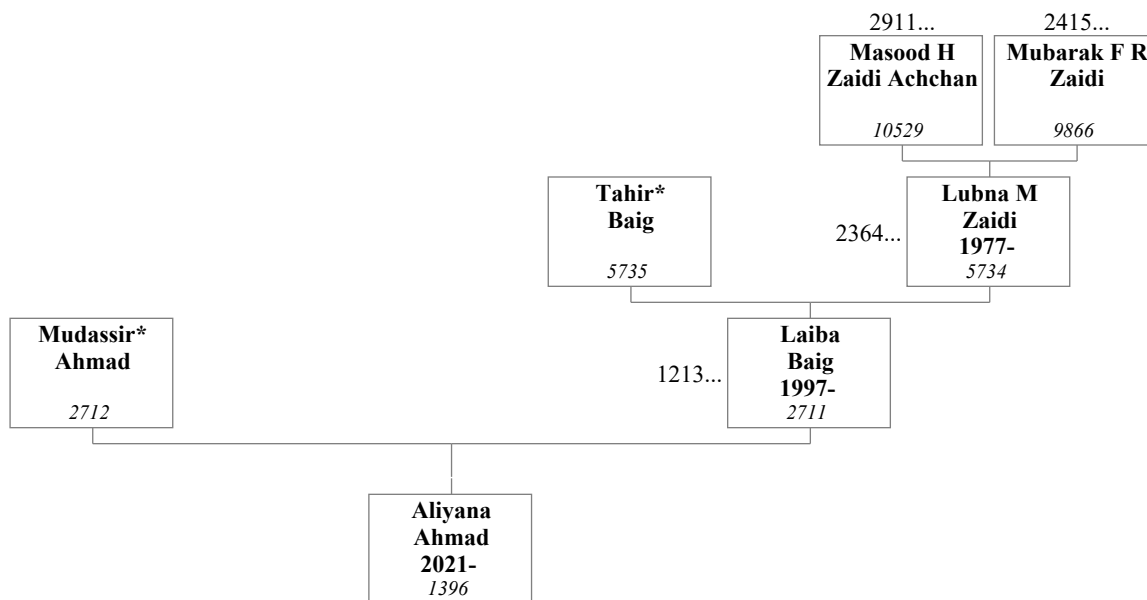 2911...
2415...
Masood H
Zaidi Achchan
10529
Mubarak F R
Zaidi
9866
Tahir*
Baig
5735
2364...
Lubna M
Zaidi
1977-
5734
Mudassir*
Ahmad
2712
1213...
Laiba
Baig
1997-
2711
Aliyana
Ahmad
2021-
1396